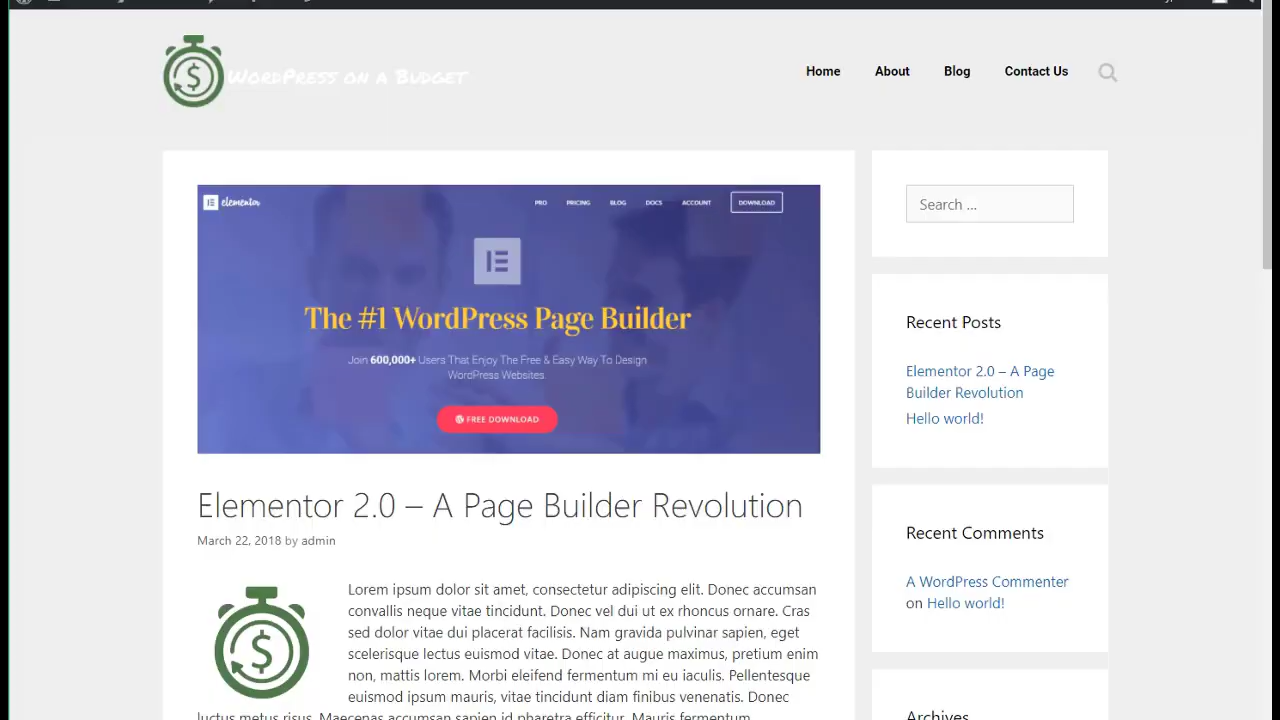 WordPress on a Budget
Home About Blog Contact Us
elementor
PRO PRICING BLOG DOCS ACCOUNT DOWNLOAD
The #1 WordPress Page Builder
Join 600,000+ Users That Enjoy The Free & Easy Way To Design
WordPress Websites.
FREE DOWNLOAD
Elementor 2.0 – A Page Builder Revolution
March 22, 2018 by admin
Lorem ipsum dolor sit amet, consectetur adipiscing elit. Donec accumsan
convallis neque vitae tincidunt. Donec vel dui ut ex rhoncus ornare. Cras
sed dolor vitae dui placerat facilisis. Nam gravida pulvinar sapien, eget
scelerisque lectus euismod vitae. Donec at augue maximus, pretium enim
non, mattis lorem. Morbi eleifend fermentum mi eu iaculis. Pellentesque
euismod ipsum mauris, vitae tincidunt diam finibus venenatis. Donec
luctus metus risus. Maecenas accumsan sapien id pharetra efficitur. Mauris fermentum
Search ...
Recent Posts
Elementor 2.0 – A Page
Builder Revolution
Hello world!
Recent Comments
A WordPress Commenter
on Hello world!
Archives